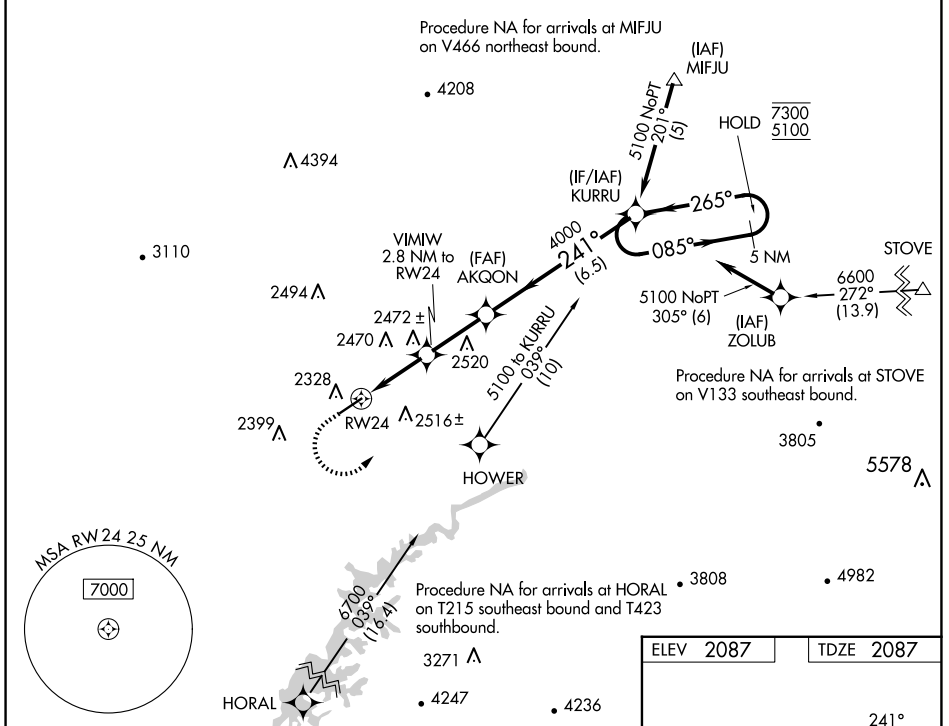 Procedure NA for arrivals at MIFJU
on V466 northeast bound.
(IAF)
MIFJU
4208
5100 NoPT
201°
(5)
HOLD
7300
5100
4394
(IF/IAF)
KURRU
265°
085°
5 NM
3110
VIMIW
2.8 NM to
RW24
(FAF)
AKQON
4000
241°
(6.5)
STOVE
6600
272°
(13.9)
5100 NoPT
305° (6)
(IAF)
ZOLUB
2494
2472 ±
2470
2520
5100 to KURRU
039°
(10)
Procedure NA for arrivals at STOVE
on V133 southeast bound.
2328
RW24
2516 ±
2399
HOWER
3805
5578
MSA RW24 25 NM
7000
6700
039°
(16.4)
Procedure NA for arrivals at HORAL
on T215 southeast bound and T423
southbound.
3808
4982
3271
HORAL
4247
4236
ELEV 2087
TDZE 2087
241°